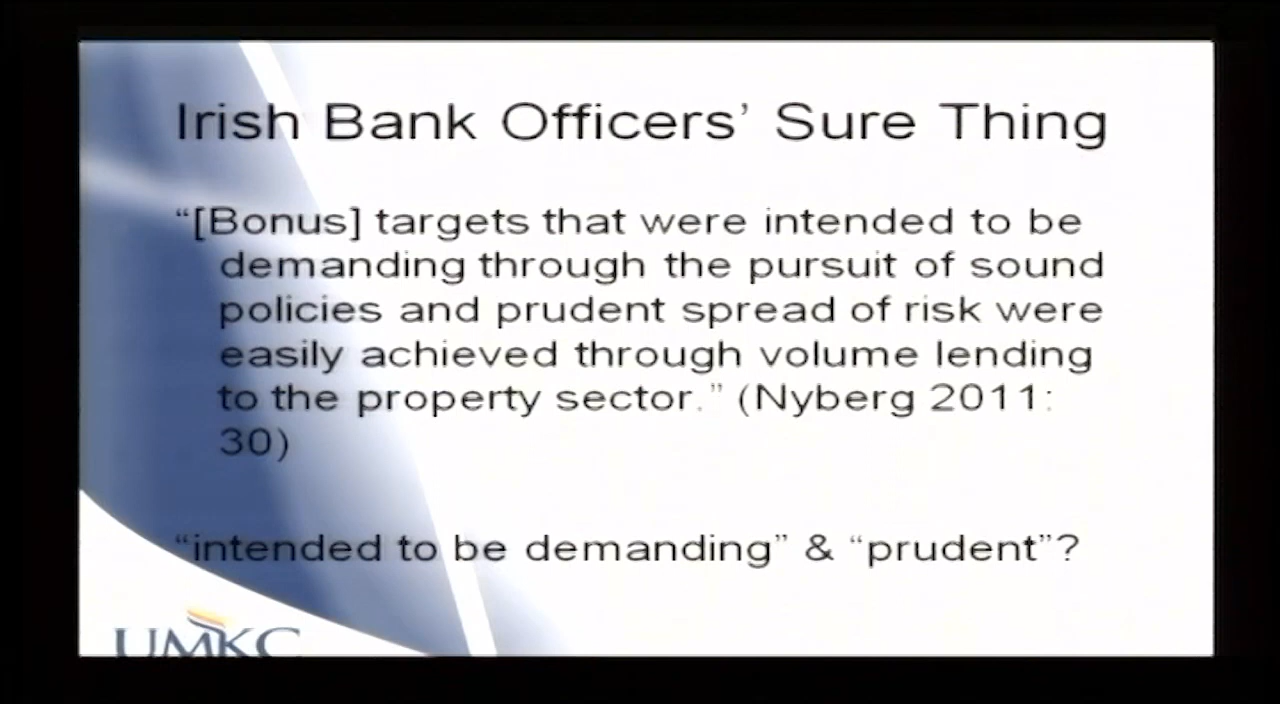 Irish Bank Officers’ Sure Thing
“[Bonus] targets that were intended to be
demanding through the pursuit of sound
policies and prudent spread of risk were
easily achieved through volume lending
to the property sector.” (Nyberg 2011:
30)
“intended to be demanding” & “prudent”?
UMKC